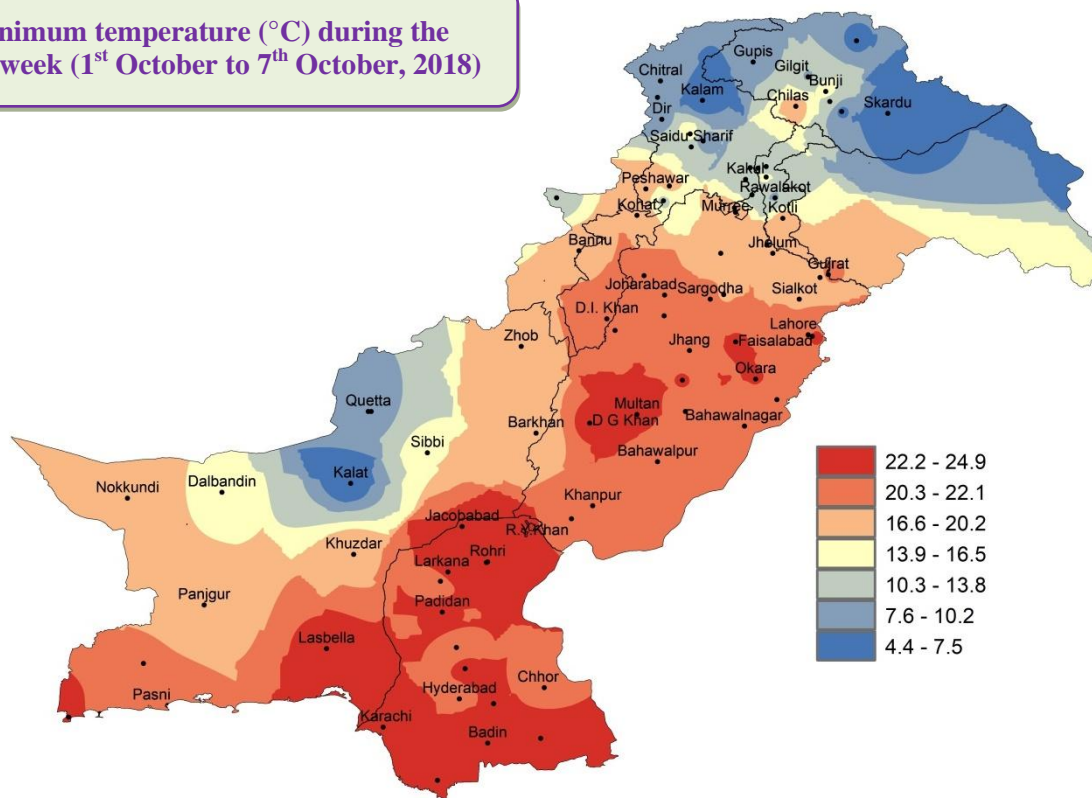 nimum temperature (°C) during the
week (1st October to 7th October, 2018)
Gupis
Gilgit
Chitral
Bunji
Kalam
Chilas
Skardu
Dir
Saidu Sharif
Kakul
Peshawar
Rawalakot
Kohat
Murree
Kotli
Bannu
Jhelum
Gujrat
Joharabad
Sargodha
Sialkot
D.I. Khan
Lahore
Zhob
Jhang
Faisalabad
Okara
Quetta
Multan
Barkhan
D G Khan
Bahawalnagar
Sibbi
Bahawalpur
Kalat
Nokkundi
Dalbandin
Khanpur
Jacobabad
R.Y.Khan
Khuzdar
Rohri
Larkana
Panjgur
Padidan
Lasbella
Chhor
Pasni
Hyderabad
Karachi
Badin
22.2 - 24.9
20.3 - 22.1
16.6 - 20.2
13.9 - 16.5
10.3 - 13.8
7.6 - 10.2
4.4 - 7.5